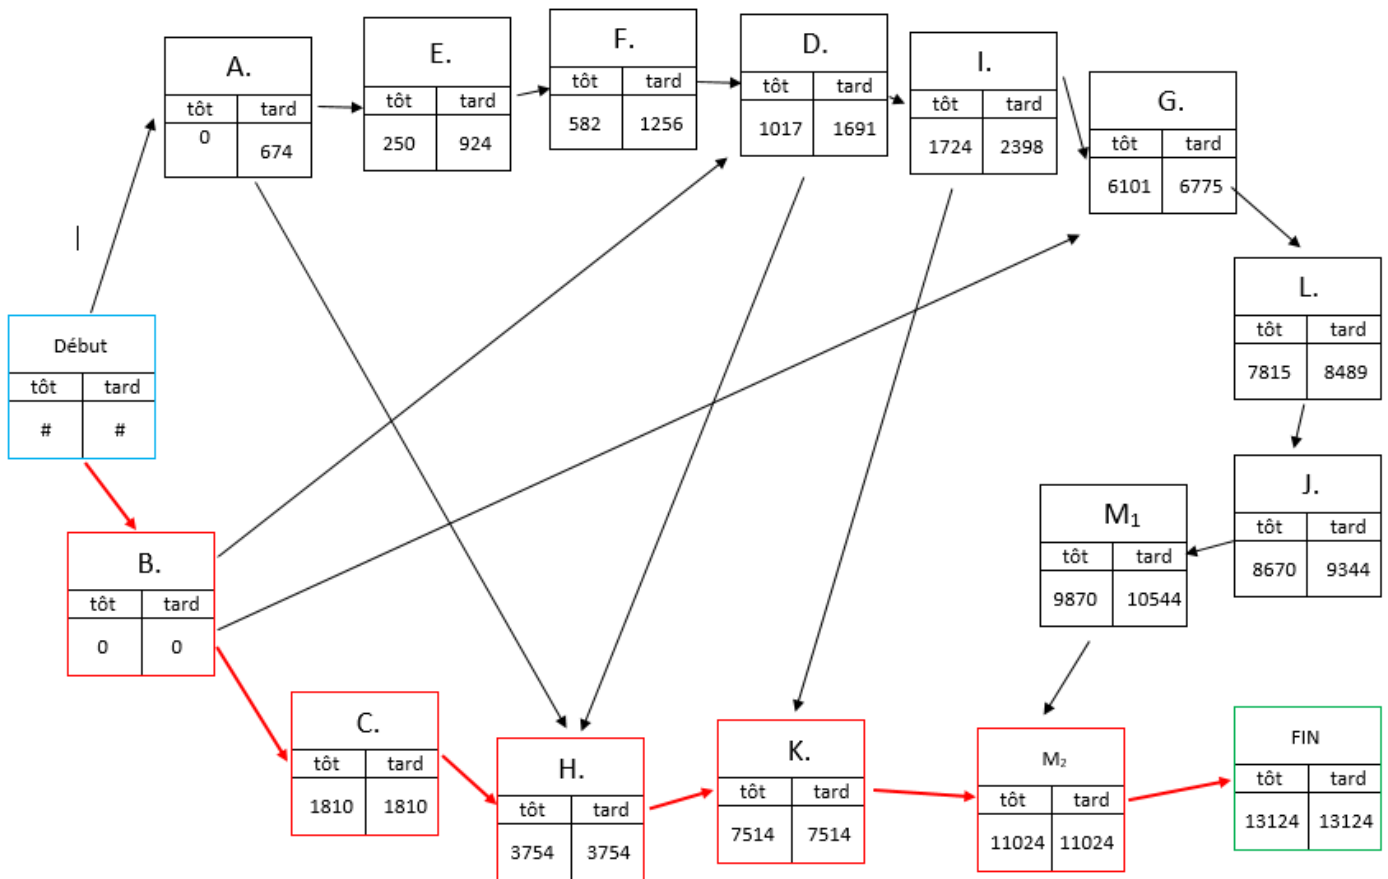 A.
tôt tard
0 674
E.
tôt tard
250 924
F.
tôt tard
582 1256
D.
tôt tard
1017 1691
I.
tôt tard
1724 2398
G.
tôt tard
6101 6775
L.
tôt tard
7815 8489
Début
tôt tard
# #
J.
tôt tard
8670 9344
M₁
tôt tard
9870 10544
B.
tôt tard
0 0
C.
tôt tard
1810 1810
H.
tôt tard
3754 3754
K.
tôt tard
7514 7514
M₂
tôt tard
11024 11024
FIN
tôt tard
13124 13124